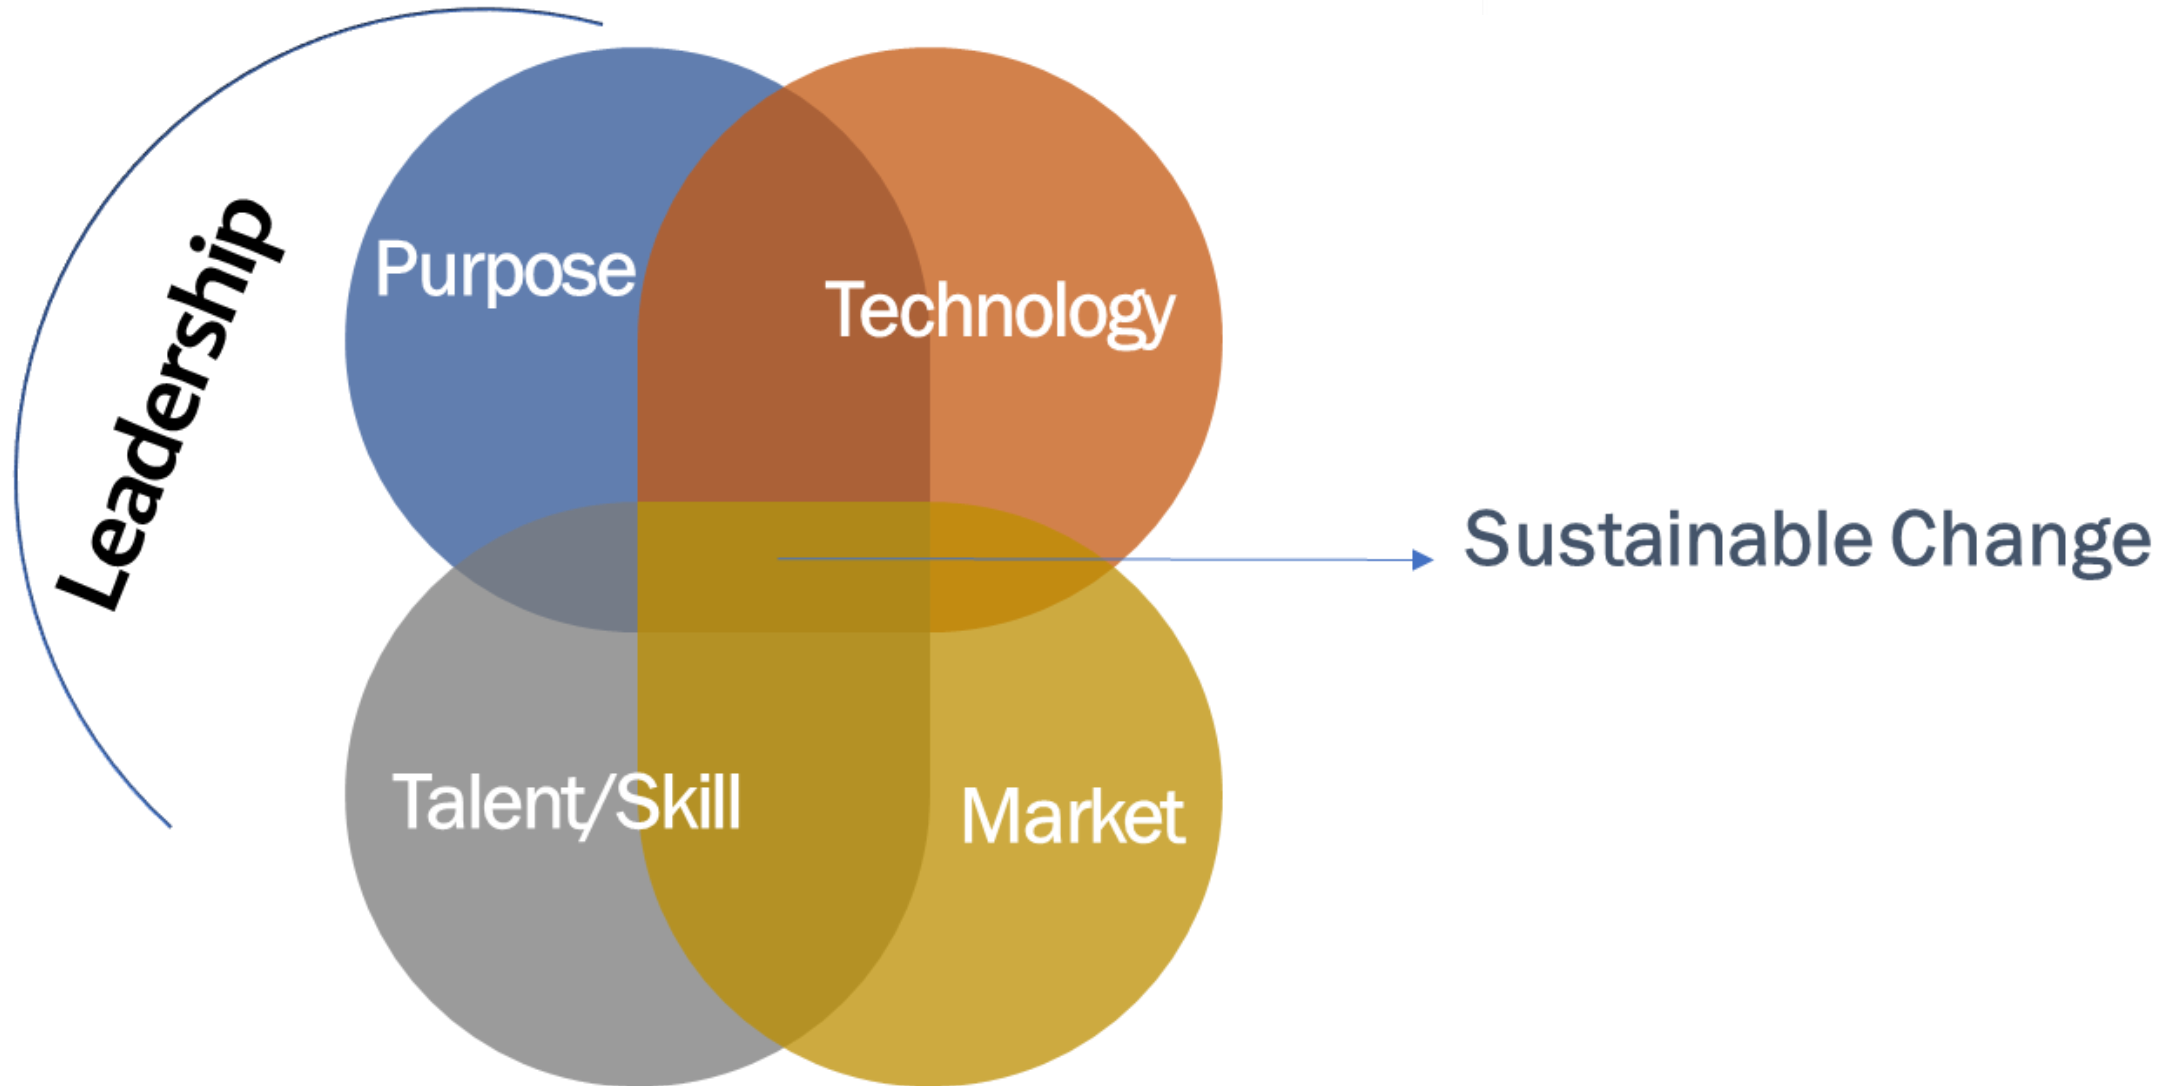 Leadership
Purpose
Technology
Sustainable Change
Talent/Skill
Market